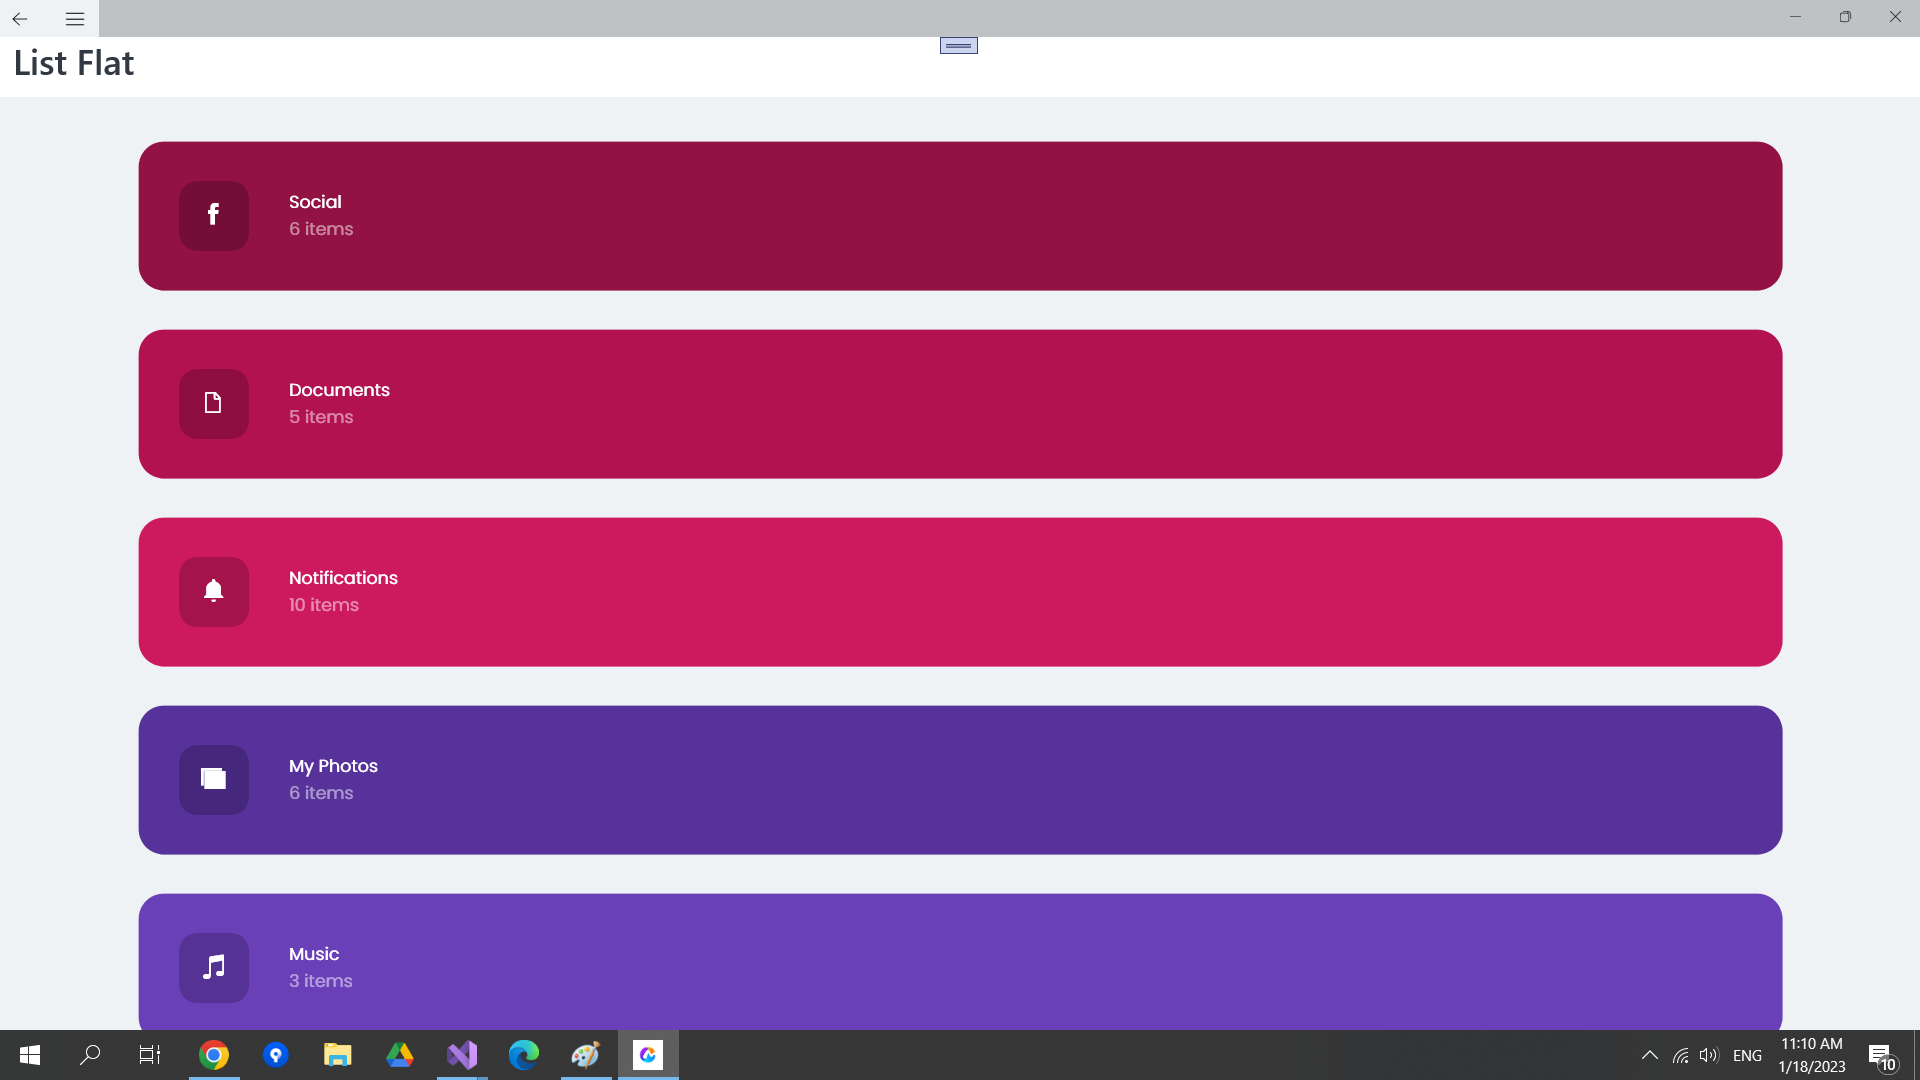 List Flat
Social
6 items
Documents
5 items
Notifications
10 items
My Photos
6 items
Music
3 items
ENG
11:10 AM
1/18/2023
10